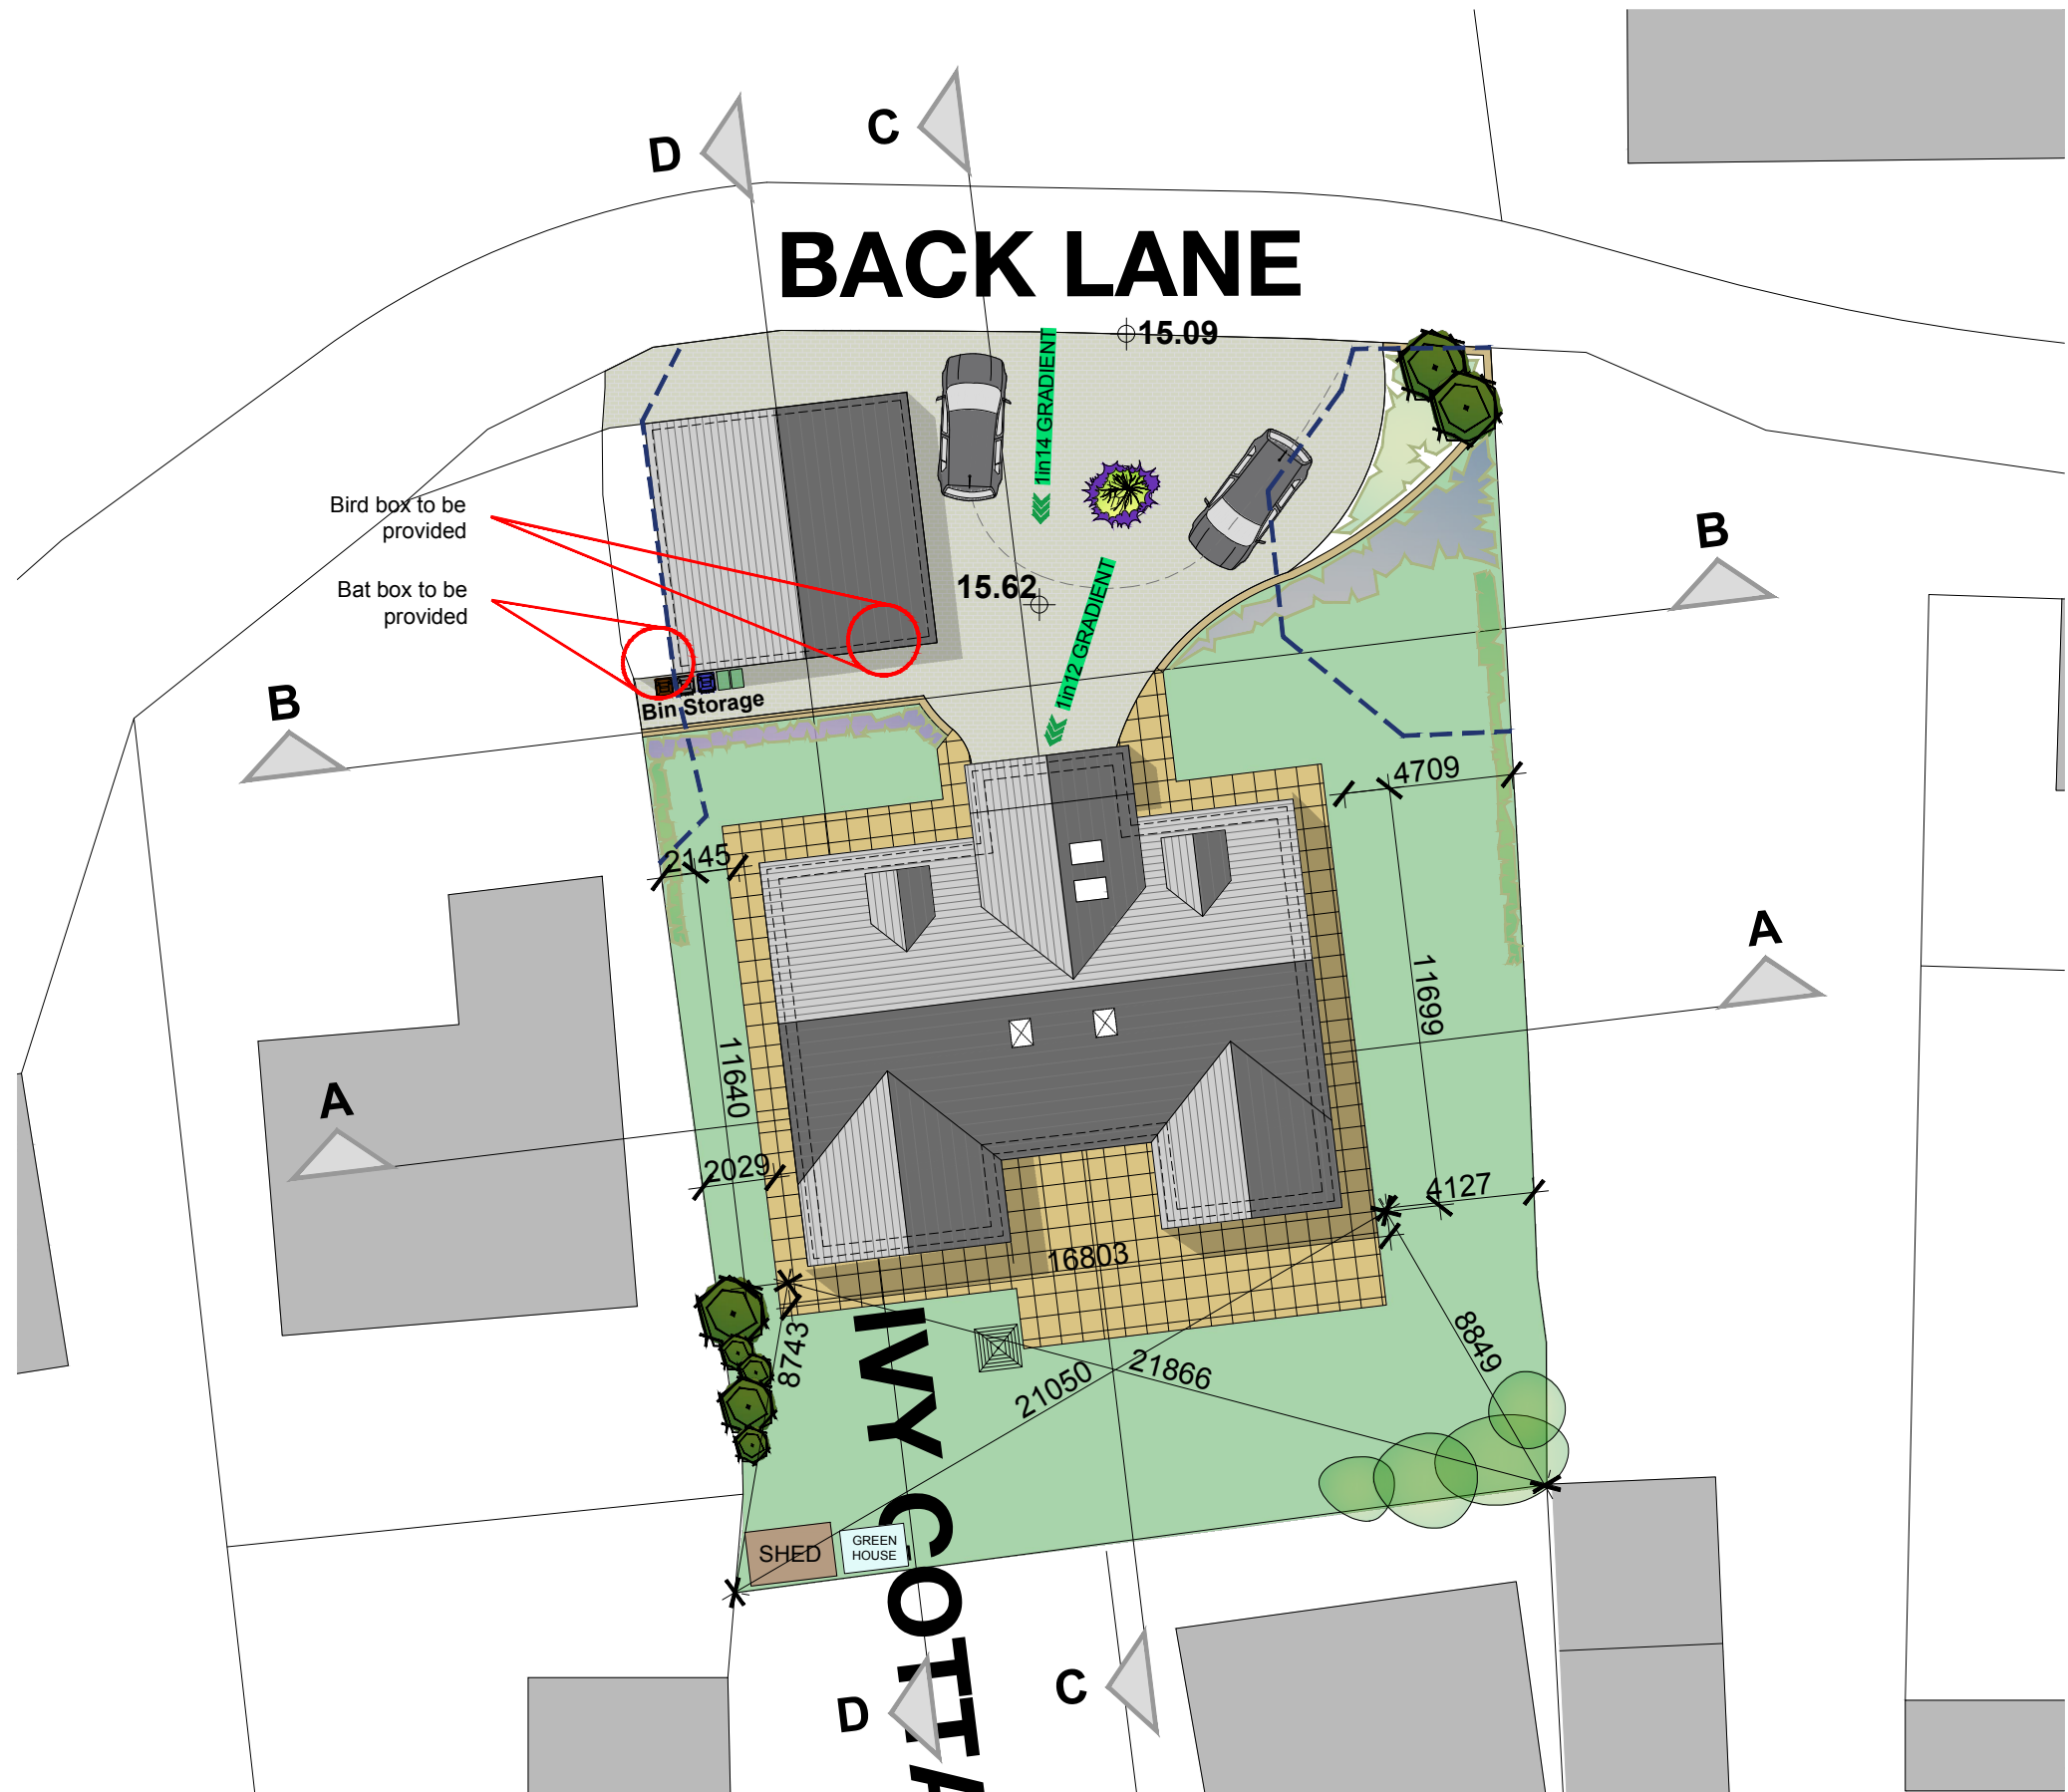 D
C
BACK LANE
15.09
1in14 GRADIENT
Bird box to be
provided
B
15.62
Bat box to be
provided
1in12 GRADIENT
B
Bin Storage
4709
2145
A
11699
11640
A
2029
4127
16803
8743
8849
21050
21866
IVY COTTA
SHED
GREEN
HOUSE
D
C